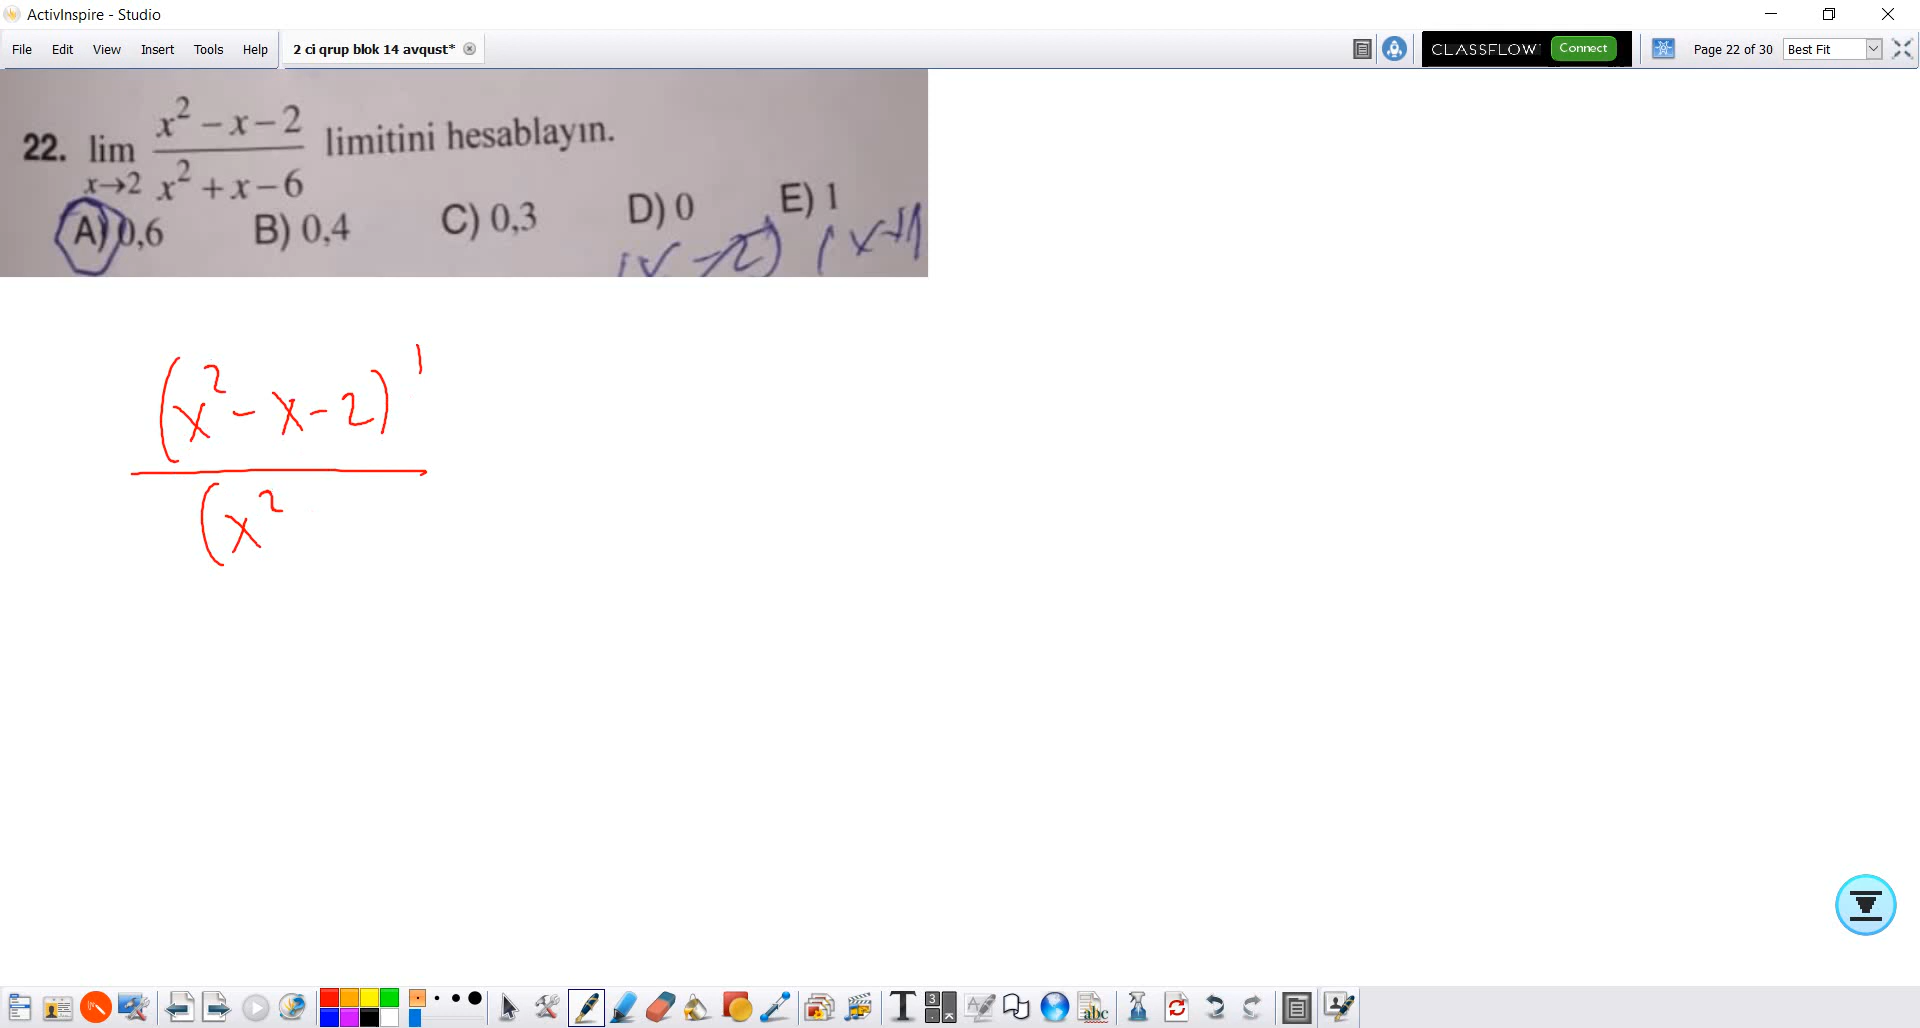 ActivInspire - Studio
File Edit View Insert Tools Help 2 ci qrup blok 14 avqust* CLASSFLOW Connect Page 22 of 30 Best Fit
22. lim x→2 x² − x − 2 / x² + x − 6 limitini hesablayın.
A) 0,6 B) 0,4 C) 0,3 D) 0 E) 1
(x − 2) (x+1)
(x² − x − 2)'
(x²